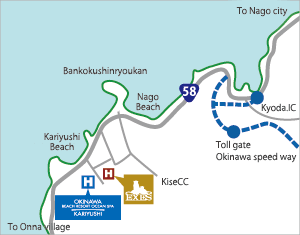 To Nago city
Bankokushinryoukan
Nago
Beach
58
Kyoda.IC
Kariyushi
Beach
Toll gate
Okinawa speed way
H
KiseCC
H
OKINAWA
BEACH RESORT OCEAN SPA
KARIYUSHI
EXES
To Onna village